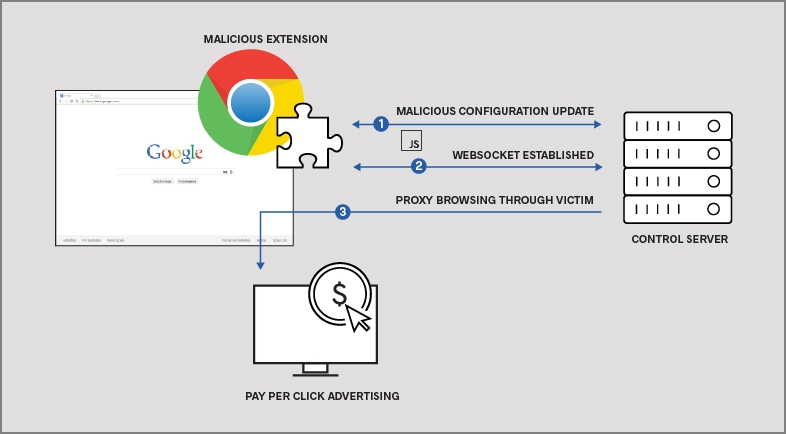 MALICIOUS EXTENSION
Google
MALICIOUS CONFIGURATION UPDATE
1
JS
WEBSOCKET ESTABLISHED
2
PROXY BROWSING THROUGH VICTIM
3
CONTROL SERVER
$
PAY PER CLICK ADVERTISING